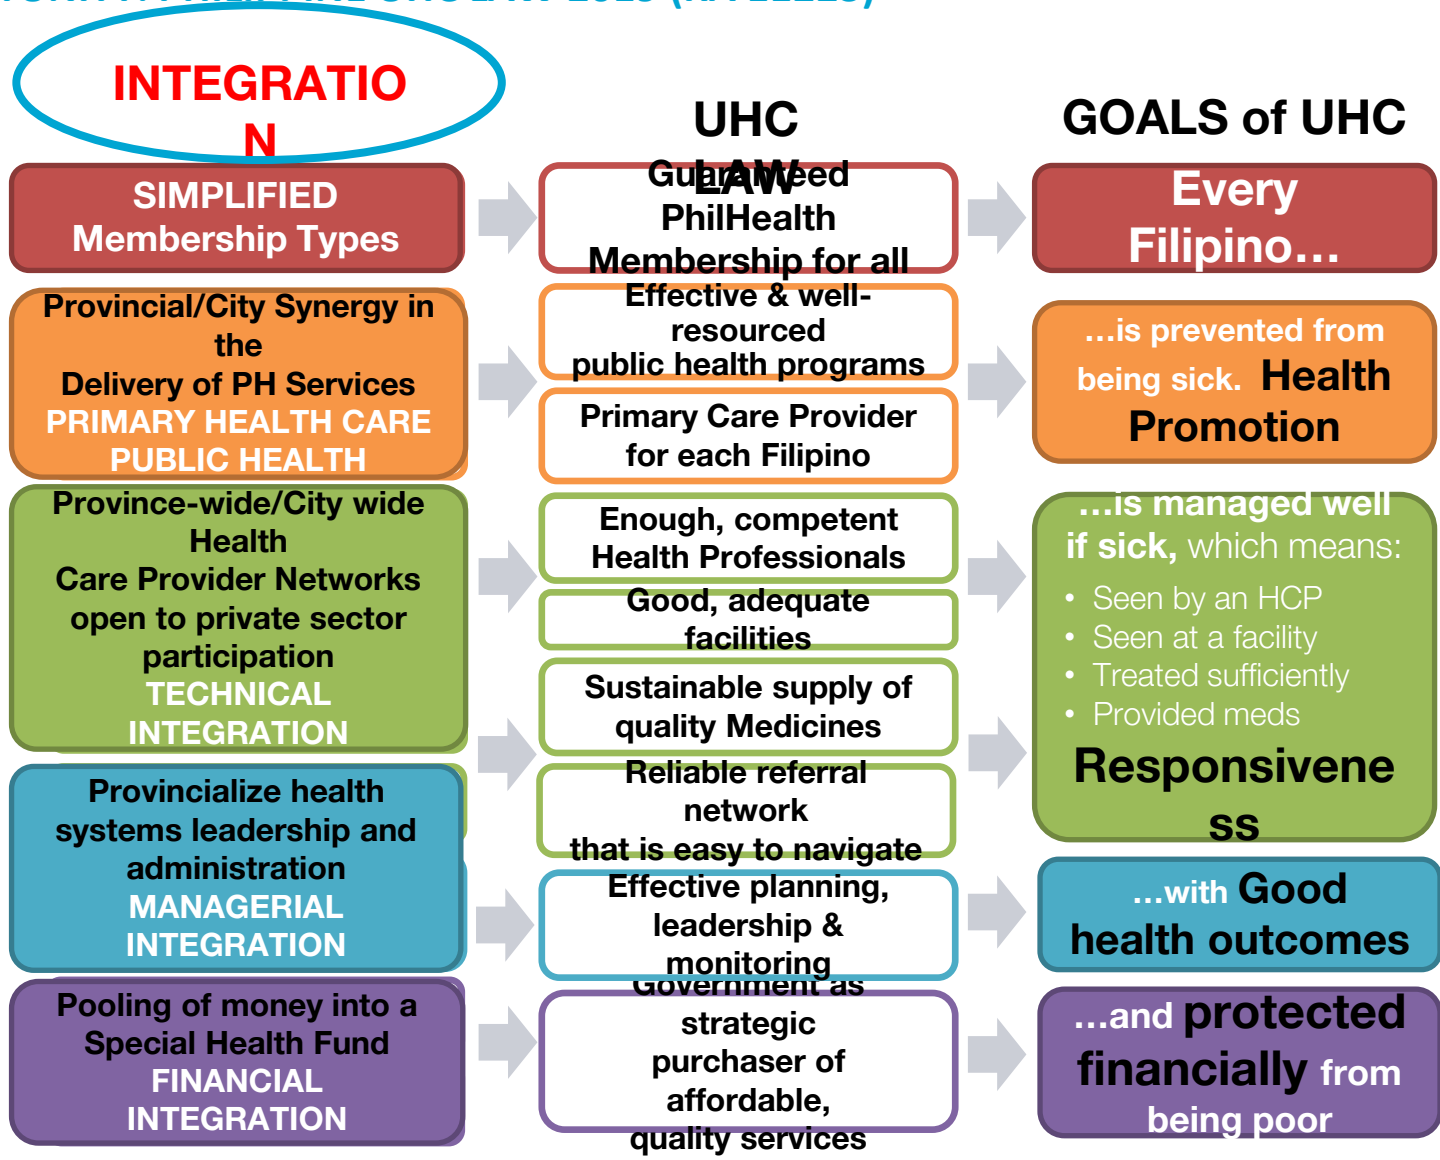 UHC LAW 2019 (RA 11223)
INTEGRATIO
N
UHC
LAW
GOALS of UHC
SIMPLIFIED
Membership Types
Guaranteed
PhilHealth
Membership for all
Every
Filipino…
Provincial/City Synergy in
the
Delivery of PH Services
PRIMARY HEALTH CARE
PUBLIC HEALTH
Effective & well-
resourced
public health programs
Primary Care Provider
for each Filipino
…is prevented from
being sick. Health
Promotion
Province-wide/City wide
Health
Care Provider Networks
open to private sector
participation
TECHNICAL
INTEGRATION
Enough, competent
Health Professionals
Good, adequate
facilities
Sustainable supply of
quality Medicines
Reliable referral
network
that is easy to navigate
…is managed well
if sick, which means:
• Seen by an HCP
• Seen at a facility
• Treated sufficiently
• Provided meds
Responsivene
ss
Provincialize health
systems leadership and
administration
MANAGERIAL
INTEGRATION
Effective planning,
leadership &
monitoring
…with Good
health outcomes
Pooling of money into a
Special Health Fund
FINANCIAL
INTEGRATION
Government as
strategic
purchaser of
affordable,
quality services
…and protected
financially from
being poor